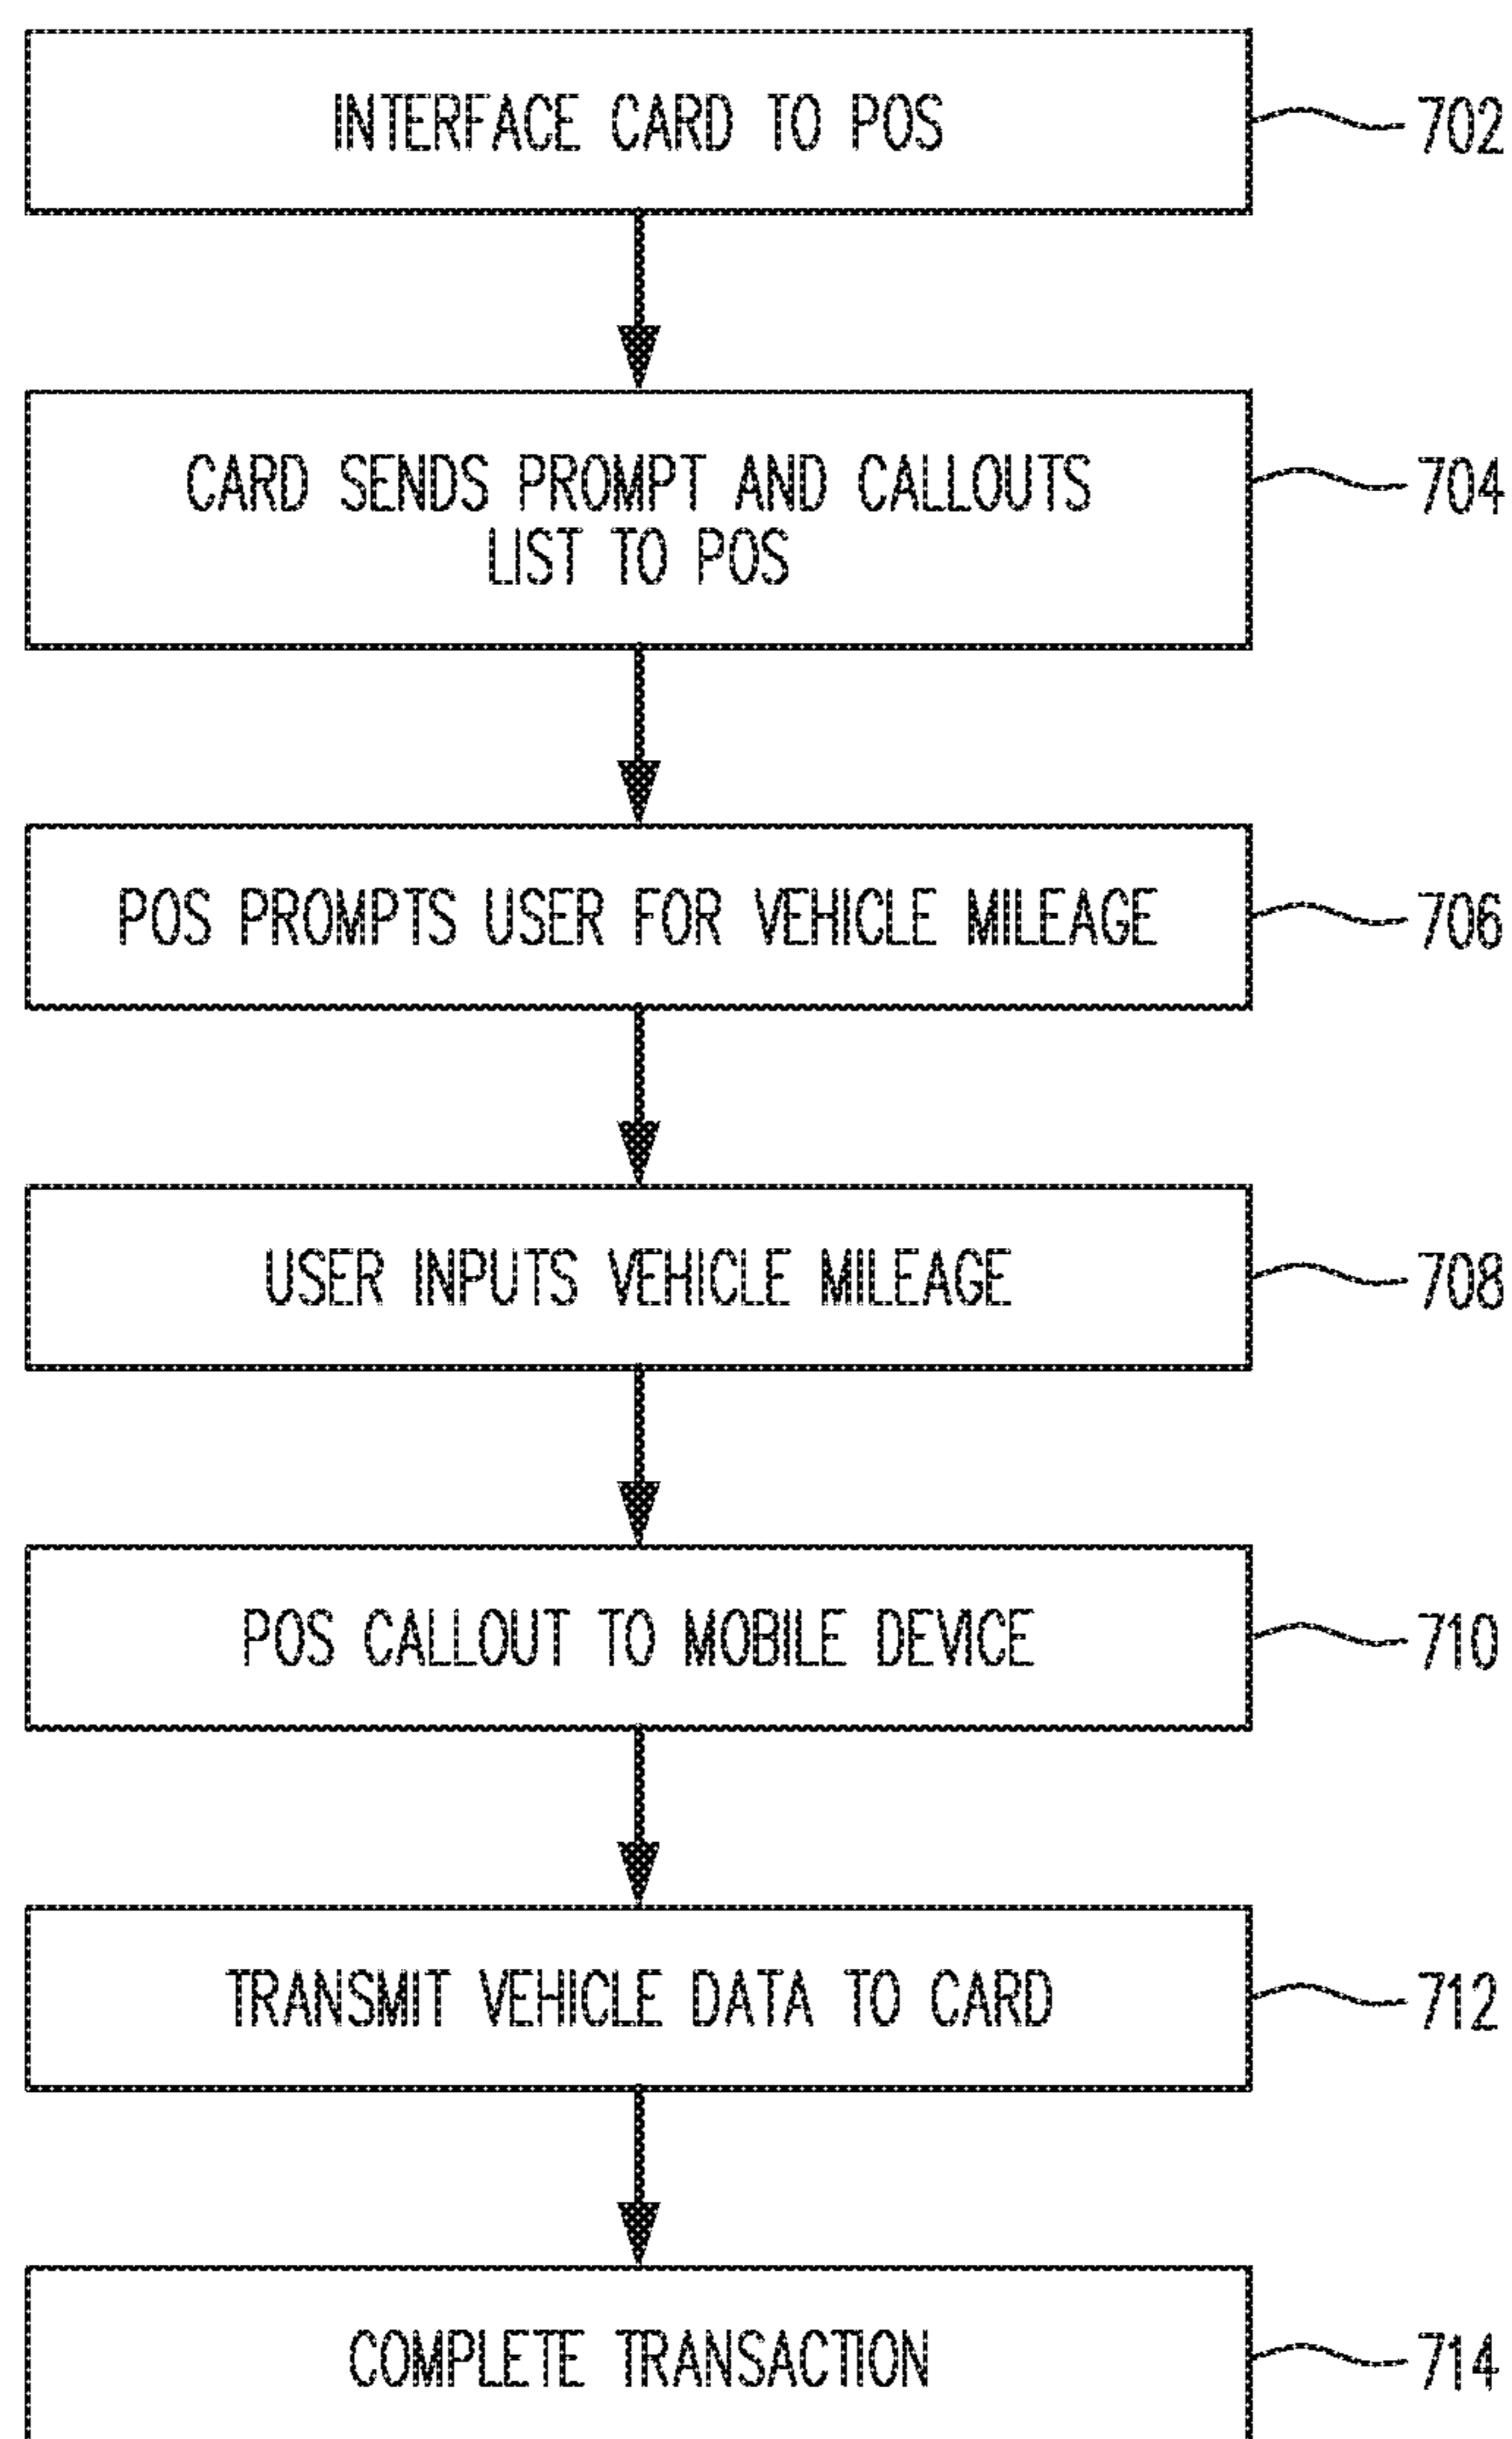 INTERFACE CARD TO POS
702
CARD SENDS PROMPT AND CALLOUTS
LIST TO POS
704
POS PROMPTS USER FOR VEHICLE MILEAGE
706
USER INPUTS VEHICLE MILEAGE
708
POS CALLOUT TO MOBILE DEVICE
710
TRANSMIT VEHICLE DATA TO CARD
712
COMPLETE TRANSACTION
714